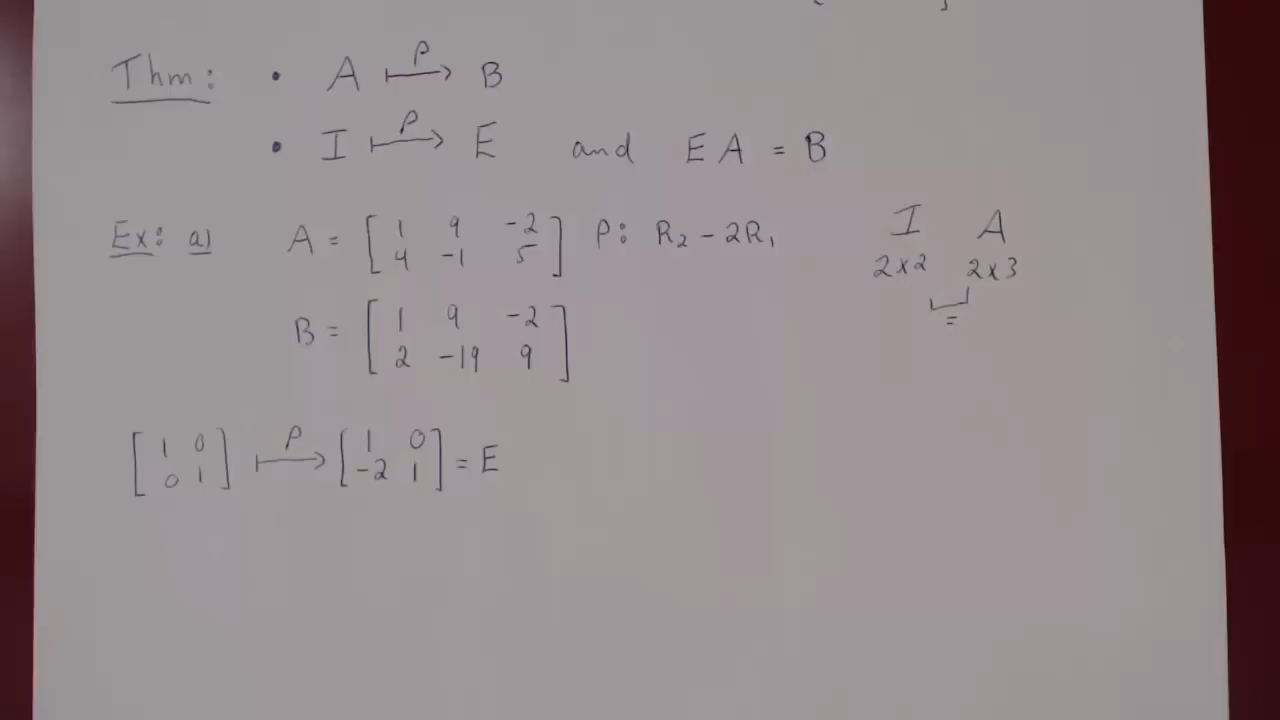 Thm: • A ⟼ρ B
• I ⟼ρ E and EA = B
Ex: a) A = [1 9 -2; 4 -1 5] ρ: R₂ - 2R₁ I A
2x2 2x3
=
B = [1 9 -2; 2 -19 9]
[1 0; 0 1] ⟼ρ [1 0; -2 1] = E